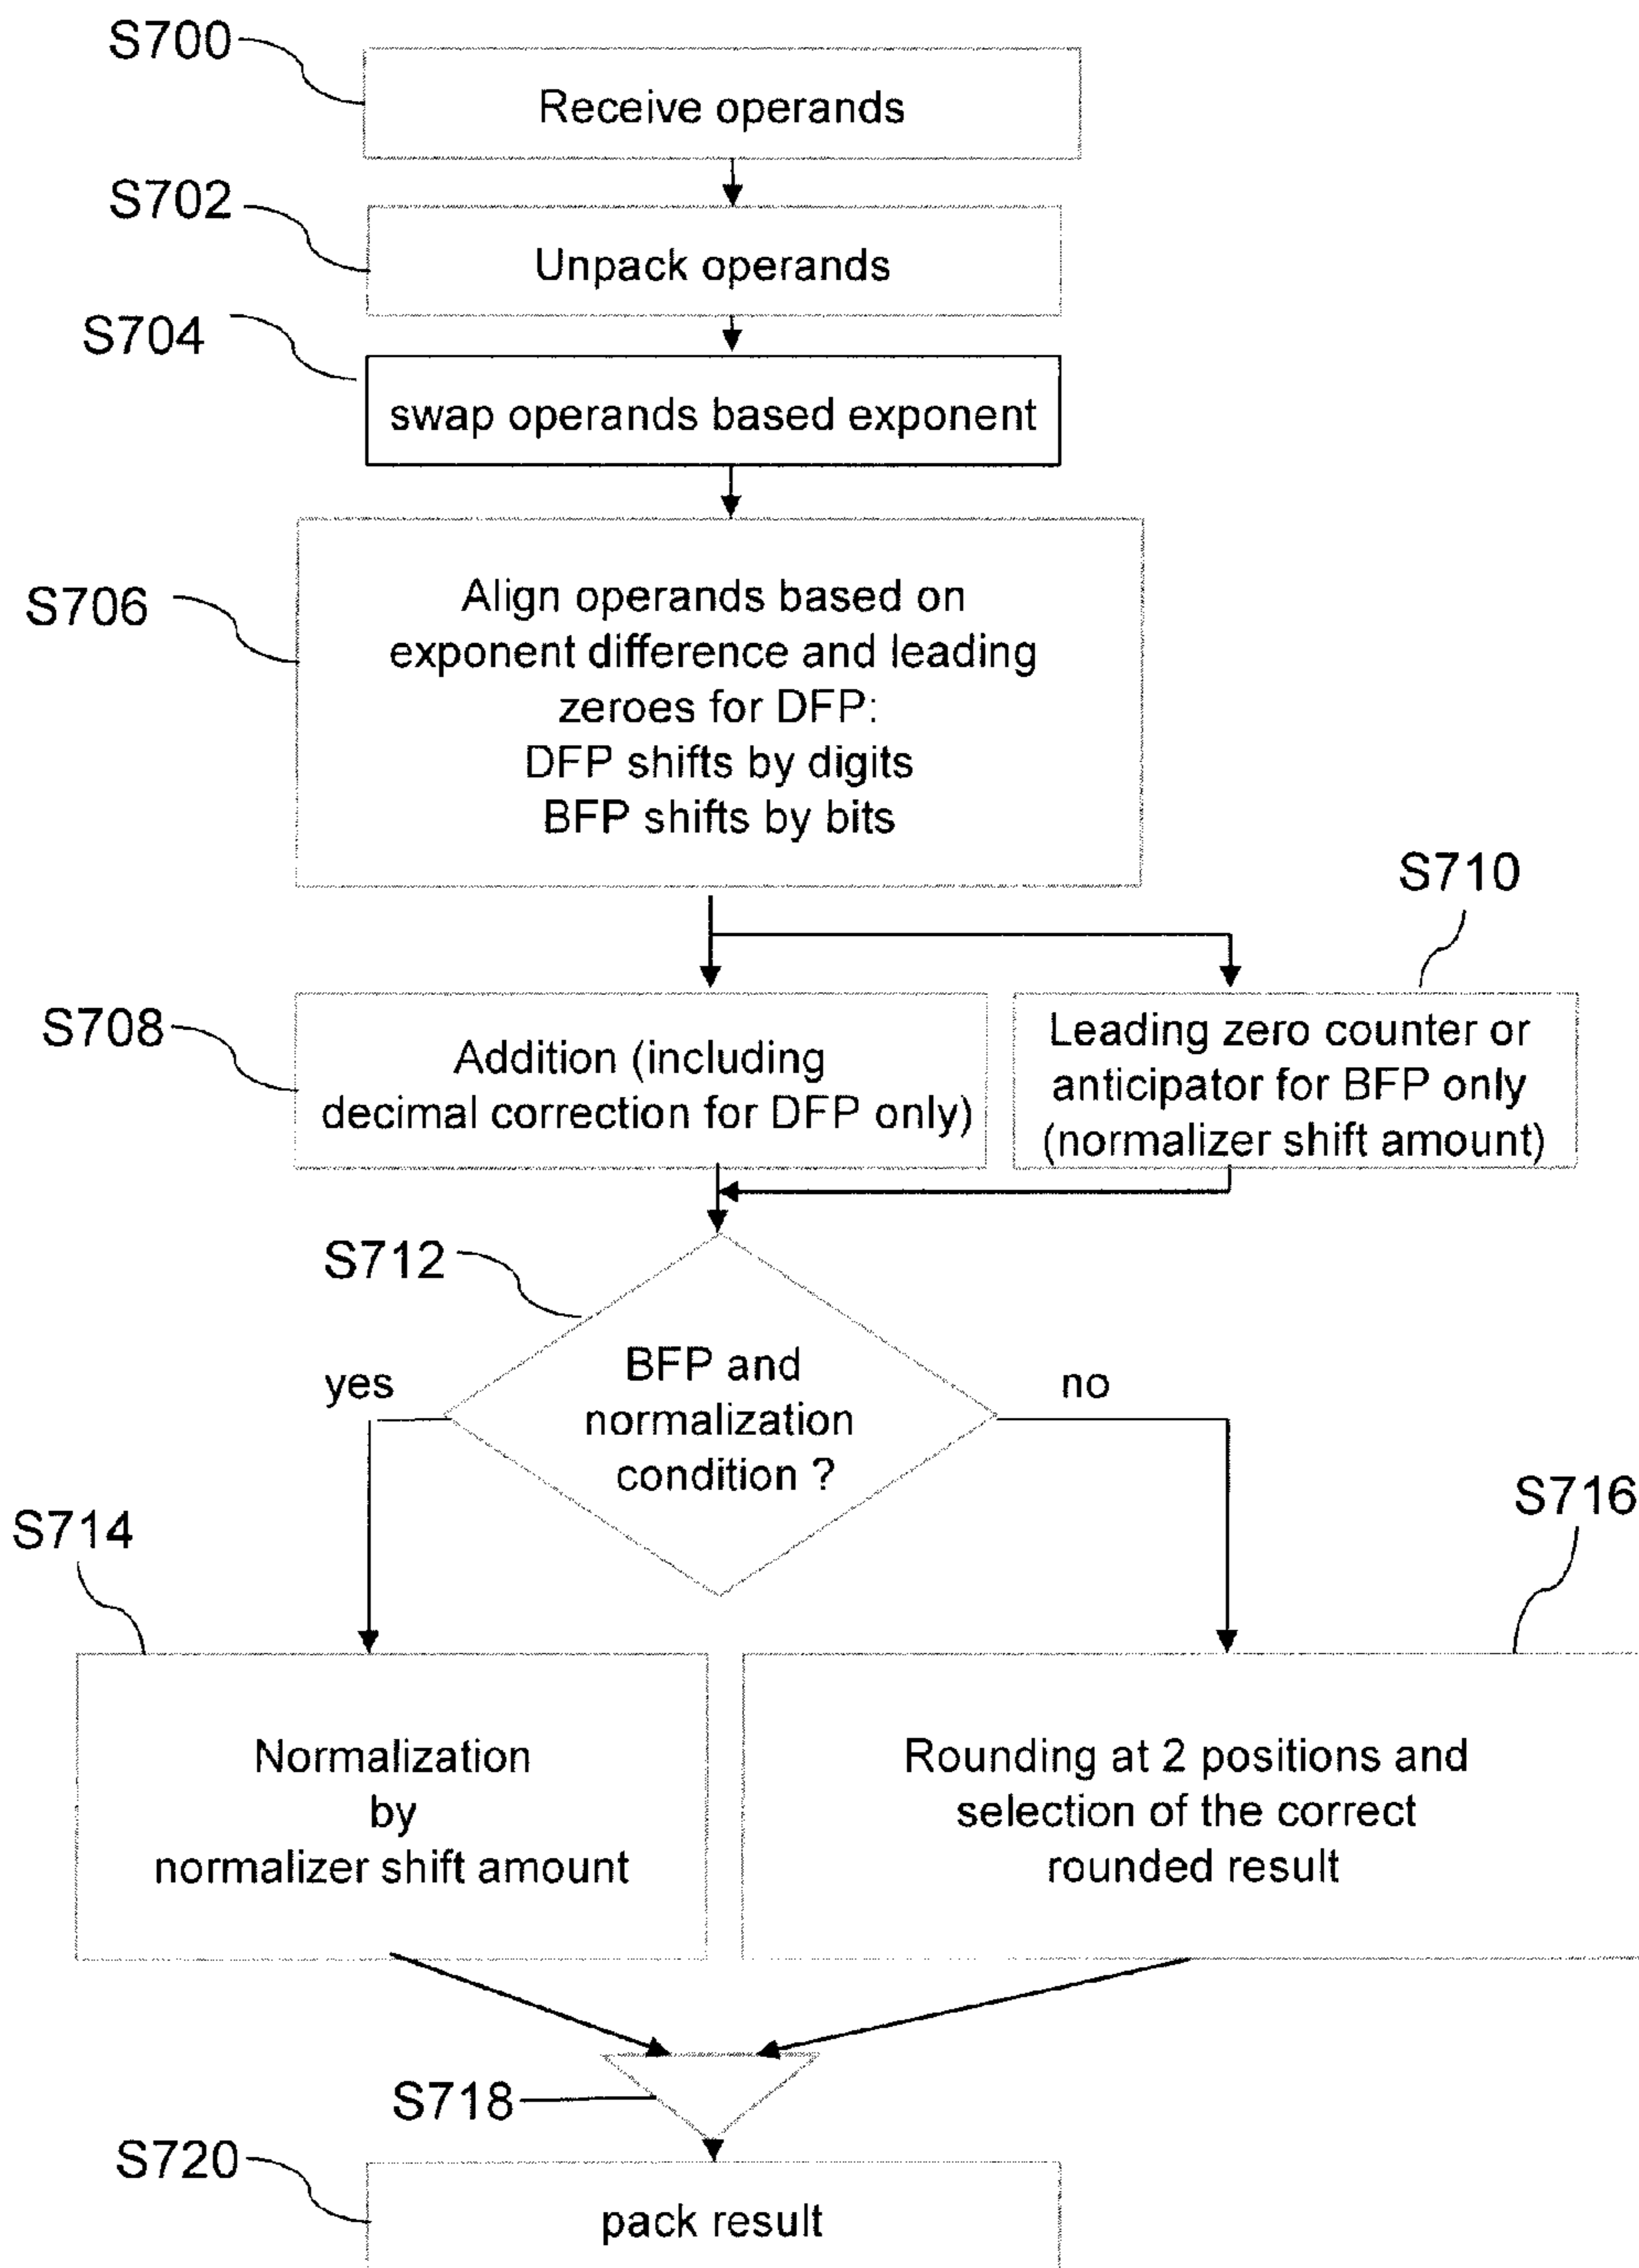 S700
Receive operands
S702
Unpack operands
S704
swap operands based exponent
S706
Align operands based on
exponent difference and leading
zeroes for DFP:
DFP shifts by digits
BFP shifts by bits
S710
S708
Addition (including
decimal correction for DFP only)
Leading zero counter or
anticipator for BFP only
(normalizer shift amount)
S712
BFP and
normalization
condition ?
yes
no
S714
S716
Normalization
by
normalizer shift amount
Rounding at 2 positions and
selection of the correct
rounded result
S718
S720
pack result